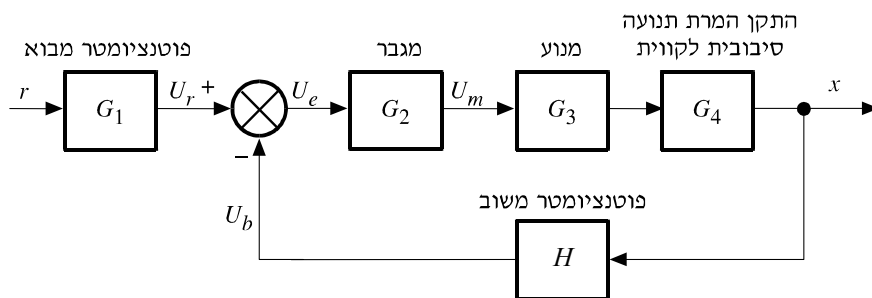 התקן המרת תנועה
סיבובית לקווית
מנוע
מגבר
פוטנציומטר מבוא
r
G1
Ur
+
Ue
G2
Um
G3
G4
x
−
Ub
פוטנציומטר משוב
H